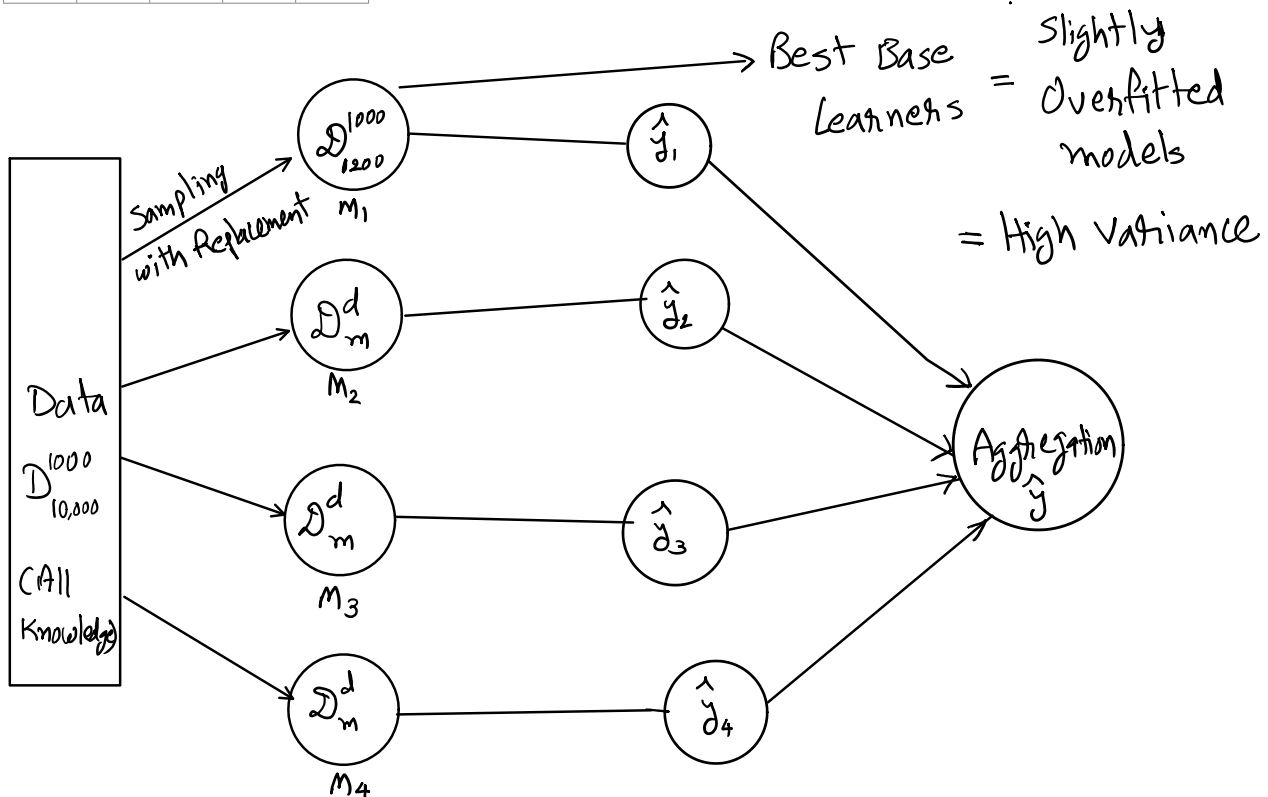 Best Base
Learners
=
Slightly
Overfitted
models
= High Variance
Sampling
with Replacement
D 1000
1200
M1
ŷ1
D d
m
M2
ŷ2
Data
D 1000
10,000
(All
Knowledge)
D d
m
M3
ŷ3
Aggregation
ŷ
D d
m
M4
ŷ4